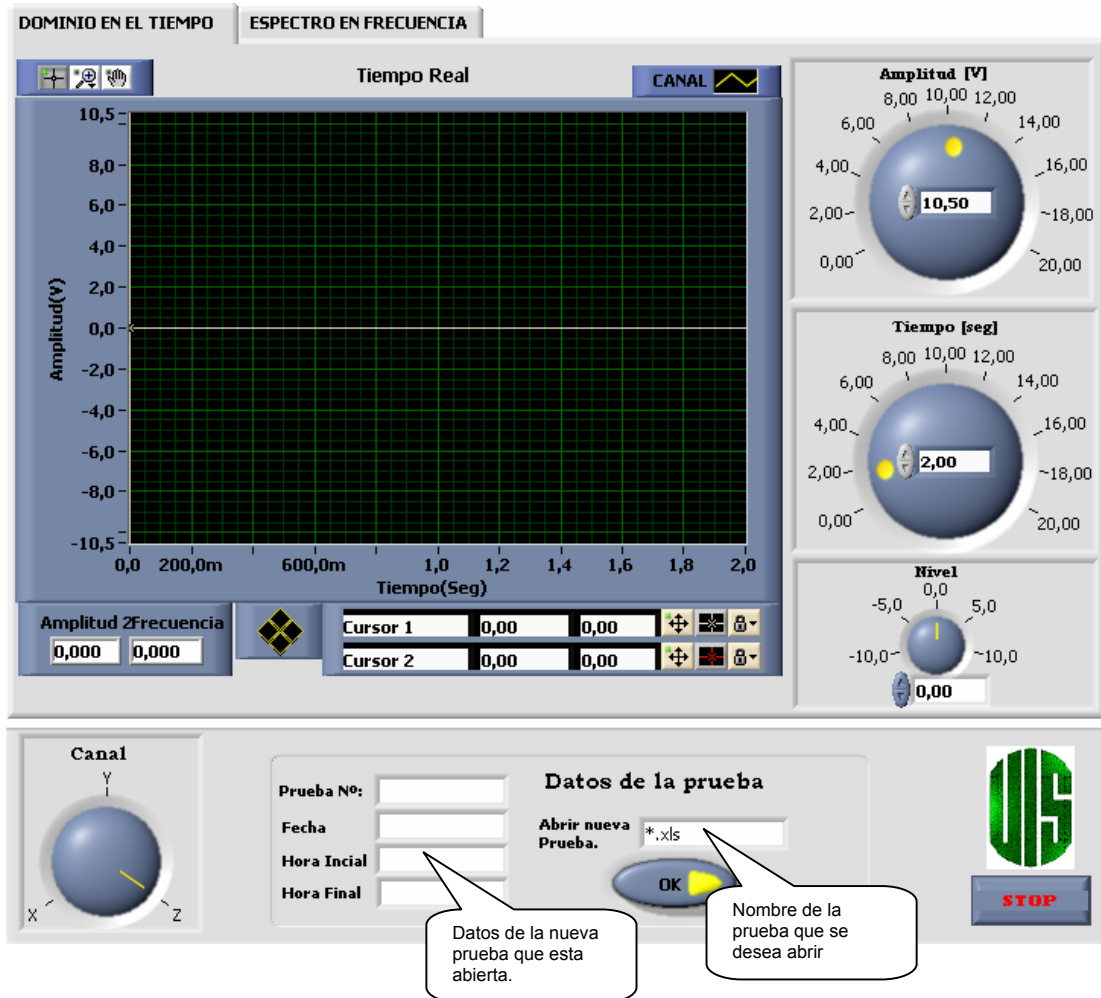 DOMINIO EN EL TIEMPO
ESPECTRO EN FRECUENCIA
Tiempo Real
CANAL
10,5
8,0
6,0
4,0
2,0
0,0
-2,0
-4,0
-6,0
-8,0
-10,5
Amplitud(V)
0,0 200,0m 600,0m 1,0 1,2 1,4 1,6 1,8 2,0
Tiempo(Seg)
Amplitud 2Frecuencia
0,000 0,000
Cursor 1 0,00 0,00
Cursor 2 0,00 0,00
Amplitud [V]
0,00 2,00 4,00 6,00 8,00 10,00 12,00 14,00 16,00 18,00 20,00
10,50
Tiempo [seg]
0,00 2,00 4,00 6,00 8,00 10,00 12,00 14,00 16,00 18,00 20,00
2,00
Nivel
-10,0 -5,0 0,0 5,0 10,0
0,00
Canal
X Y Z
Prueba Nº:
Fecha
Hora Incial
Hora Final
Datos de la prueba
Abrir nueva
Prueba.
*.xls
OK
Datos de la nueva
prueba que esta
abierta.
Nombre de la
prueba que se
desea abrir
UIS
STOP